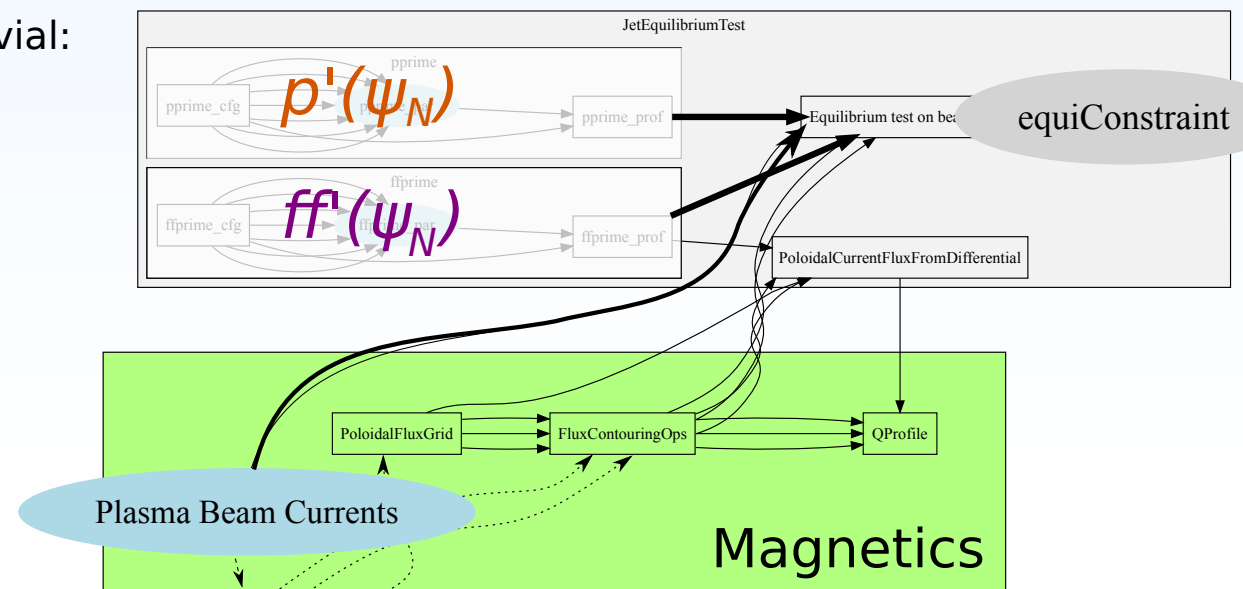 vial:
JetEquilibriumTest
pprime
pprime_cfg
p'(ψN)
pprime_prof
Equilibrium test on bea
equiConstraint
ffprime
ffprime_cfg
ff'(ψN)
ffprime_prof
PoloidalCurrentFluxFromDifferential
PoloidalFluxGrid
FluxContouringOps
QProfile
Plasma Beam Currents
Magnetics